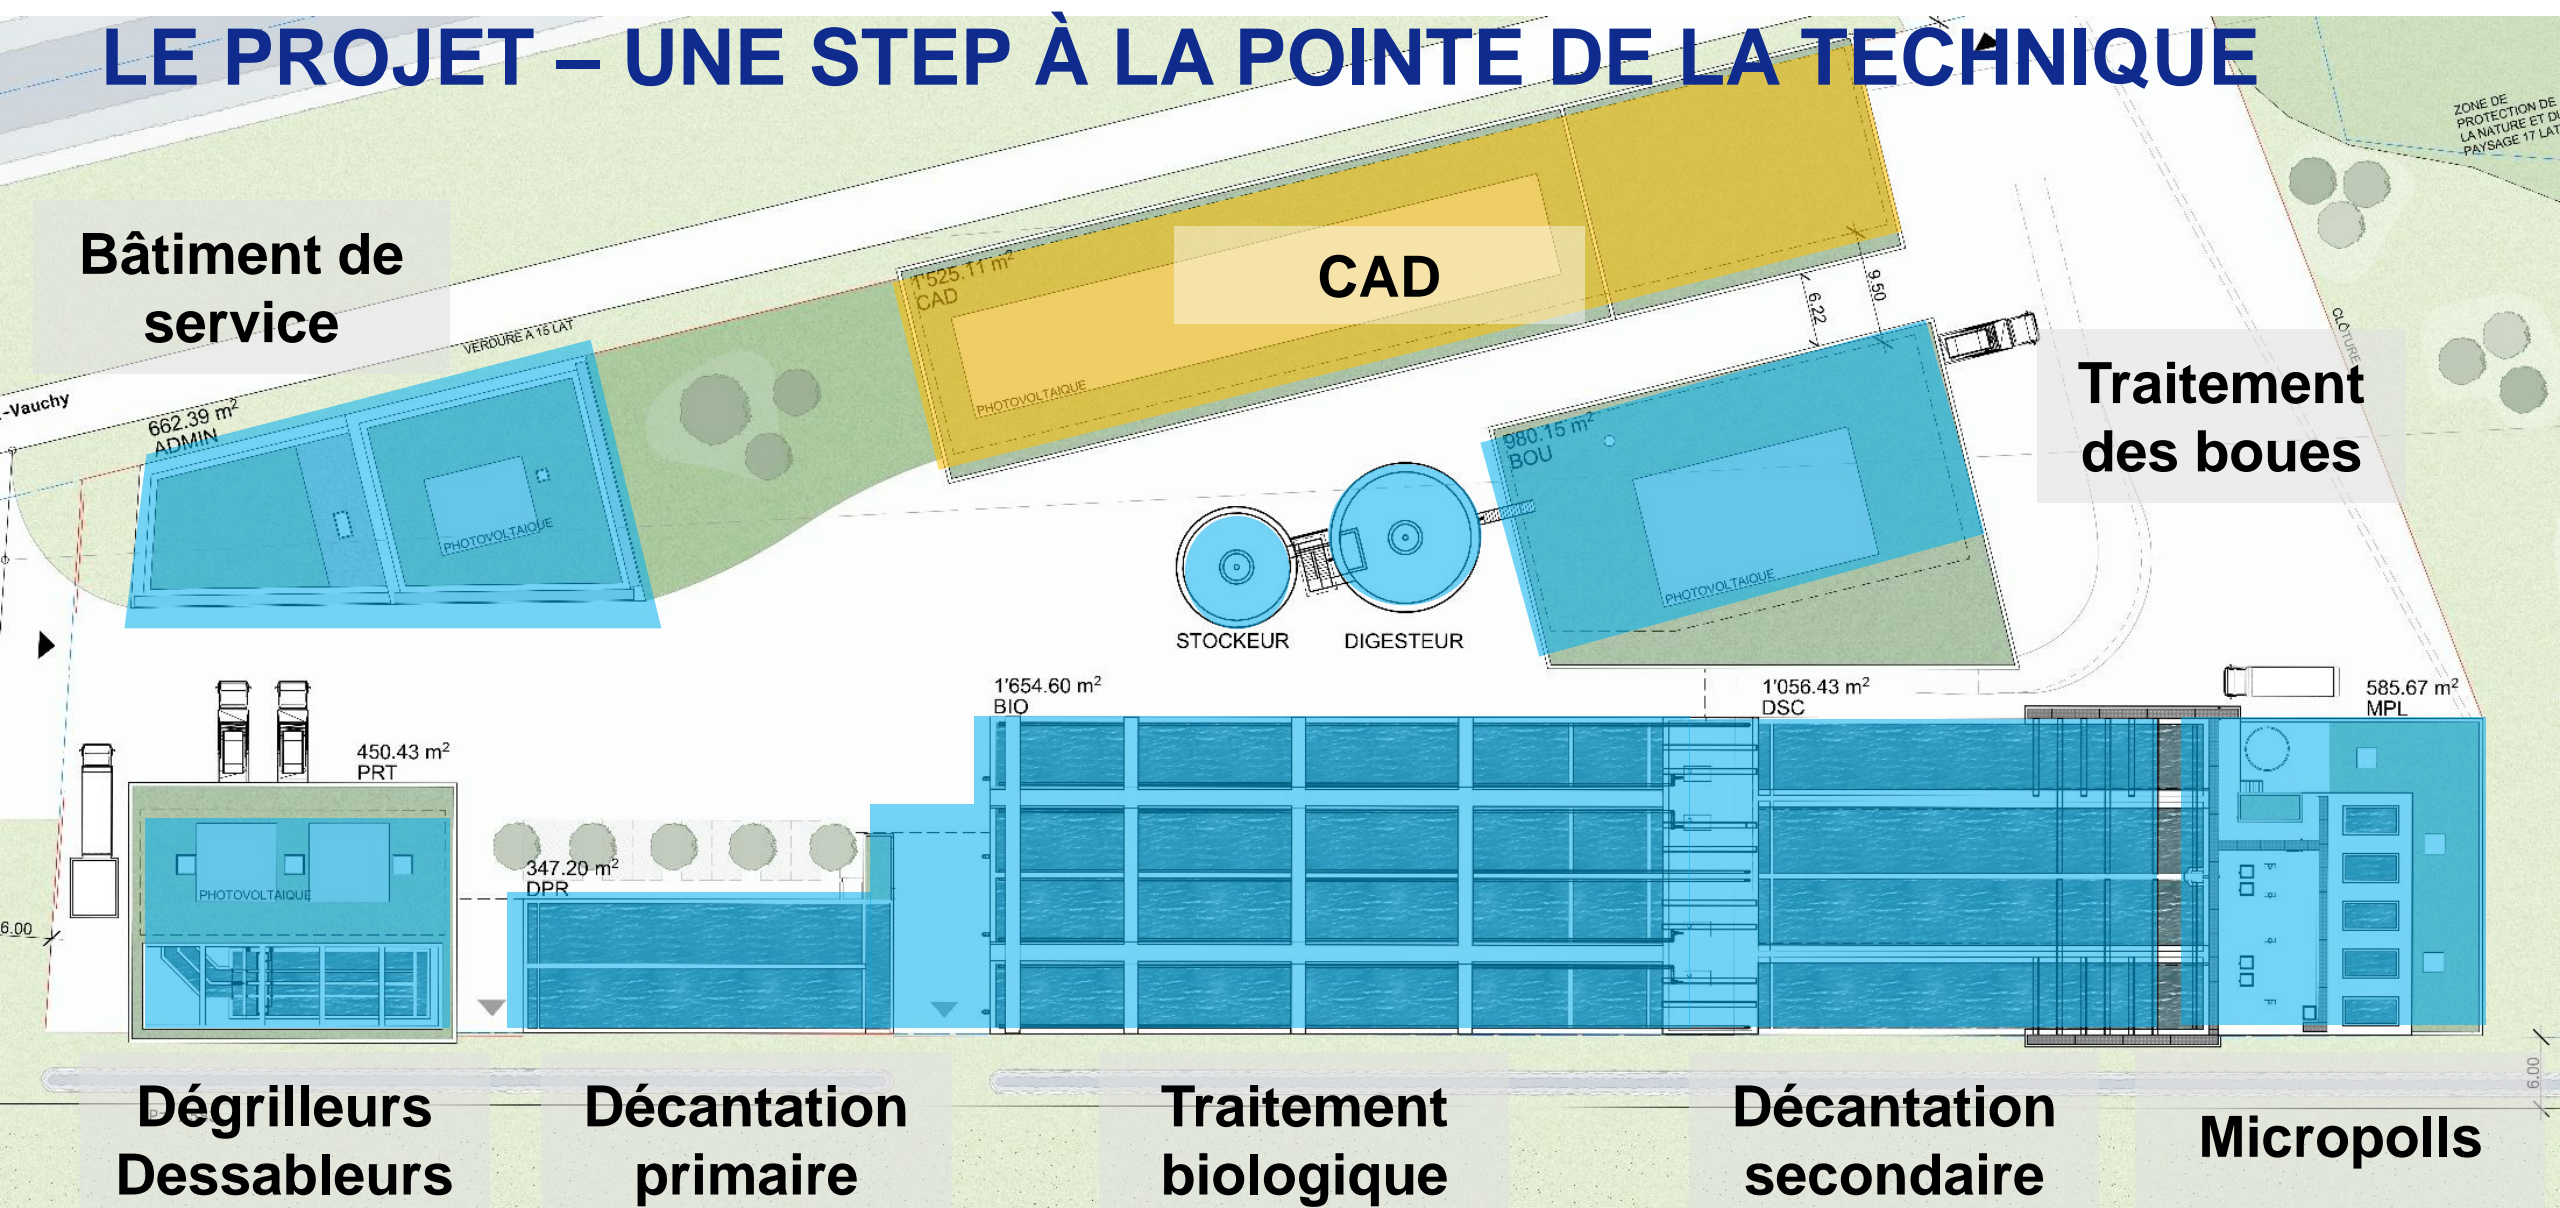 LE PROJET – UNE STEP À LA POINTE DE LA TECHNIQUE
ZONE DE
PROTECTION DE
LA NATURE ET DU
PAYSAGE 17 LAT
Bâtiment de
service
VERDURE A 15 LAT
-Vauchy
662.39 m²
ADMIN
PHOTOVOLTAIQUE
1'525.11 m²
CAD
CAD
PHOTOVOLTAIQUE
9.50
6.22
CLÔTURE
Traitement
des boues
980.15 m²
BOU
PHOTOVOLTAIQUE
STOCKEUR
DIGESTEUR
450.43 m²
PRT
PHOTOVOLTAIQUE
347.20 m²
DPR
1'654.60 m²
BIO
1'056.43 m²
DSC
585.67 m²
MPL
6.00
6.00
Dégrilleurs
Dessableurs
Décantation
primaire
Traitement
biologique
Décantation
secondaire
Micropolls